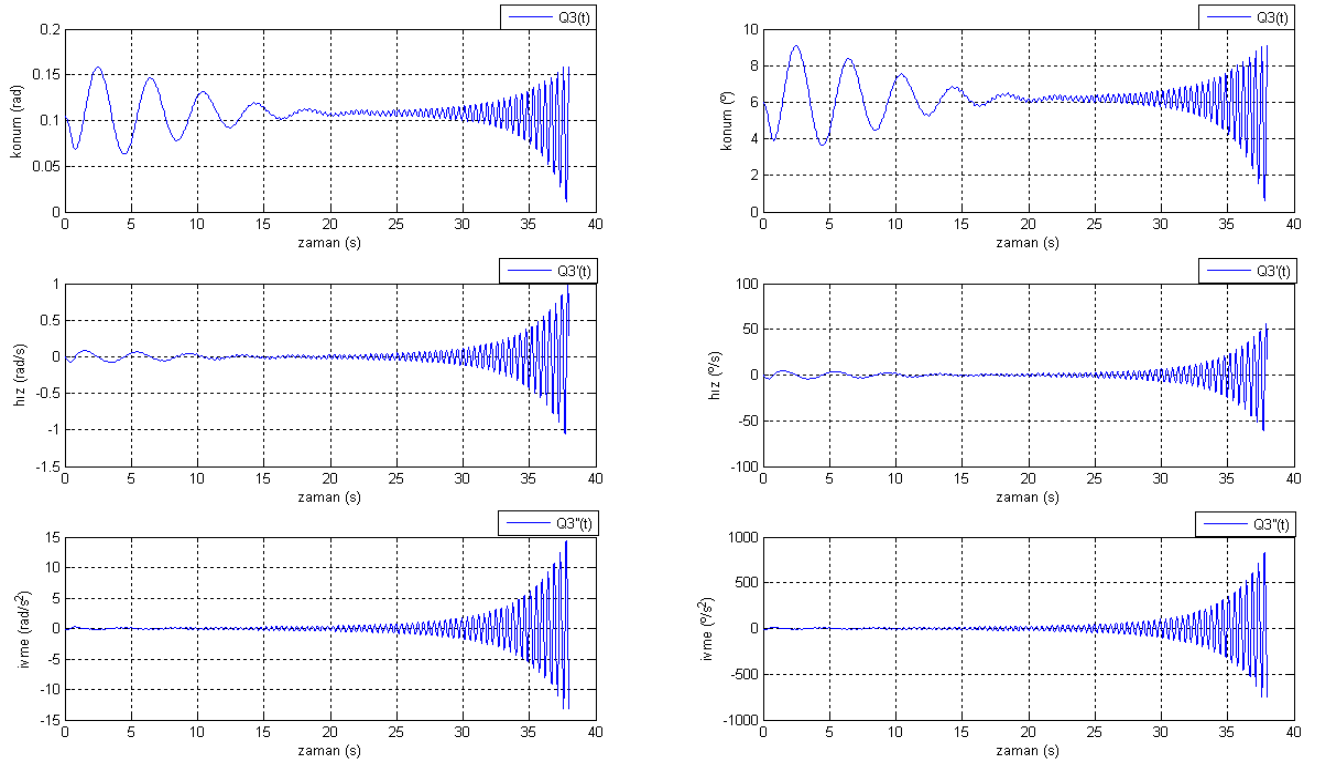 Q3(t)
konum (rad)
0.2
0.15
0.1
0.05
0
0 5 10 15 20 25 30 35 40
zaman (s)
Q3(t)
konum (º)
10
8
6
4
2
0
0 5 10 15 20 25 30 35 40
zaman (s)
Q3'(t)
hız (rad/s)
1
0.5
0
-0.5
-1
-1.5
0 5 10 15 20 25 30 35 40
zaman (s)
Q3'(t)
hız (º/s)
100
50
0
-50
-100
0 5 10 15 20 25 30 35 40
zaman (s)
Q3''(t)
ivme (rad/s²)
15
10
5
0
-5
-10
-15
0 5 10 15 20 25 30 35 40
zaman (s)
Q3''(t)
ivme (º/s²)
1000
500
0
-500
-1000
0 5 10 15 20 25 30 35 40
zaman (s)